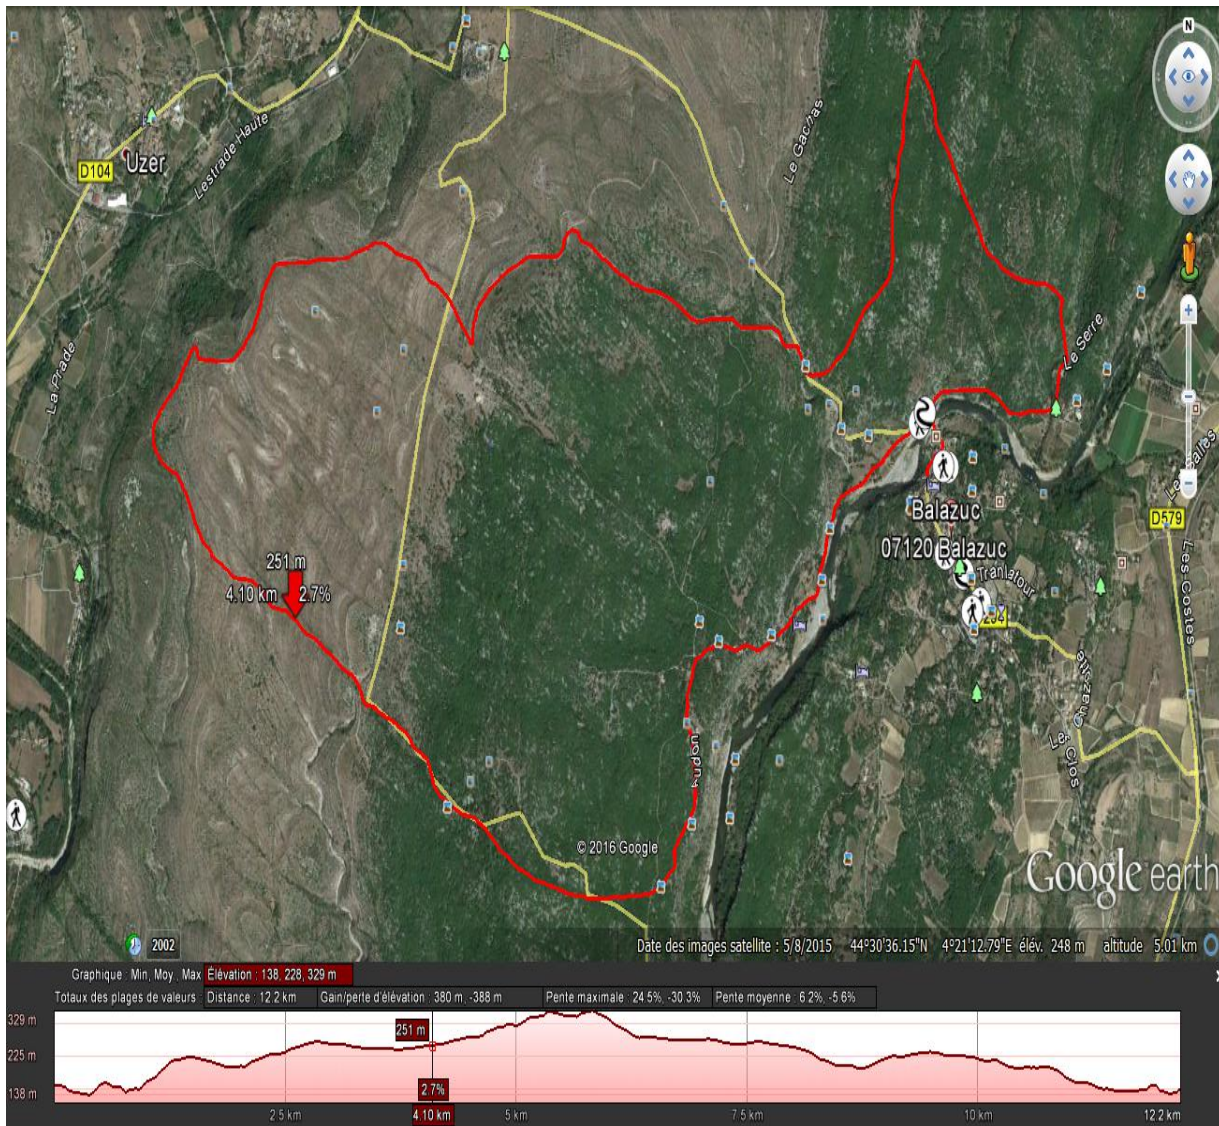 N
Le Gachas
Lestrade Haute
Uzer
D104
La Prade
Le Serre
D579
Balazuc
07120 Balazuc
Tranlatour
Les Costes
251 m
4.10 km
2.7%
Le Clos
© 2016 Google
Google earth
2002
Date des images satellite : 5/8/2015 44°30'36.15"N 4°21'12.79"E élév. 248 m altitude 5.01 km
Graphique : Min, Moy., Max Élévation : 138, 228, 329 m
Totaux des plages de valeurs : Distance : 12.2 km Gain/perte d'élévation : 380 m, -388 m Pente maximale : 24.5%, -30.3% Pente moyenne : 6.2%, -5.6%
329 m
251 m
225 m
2.7%
138 m
2.5 km 4.10 km 5 km 7.5 km 10 km 12.2 km